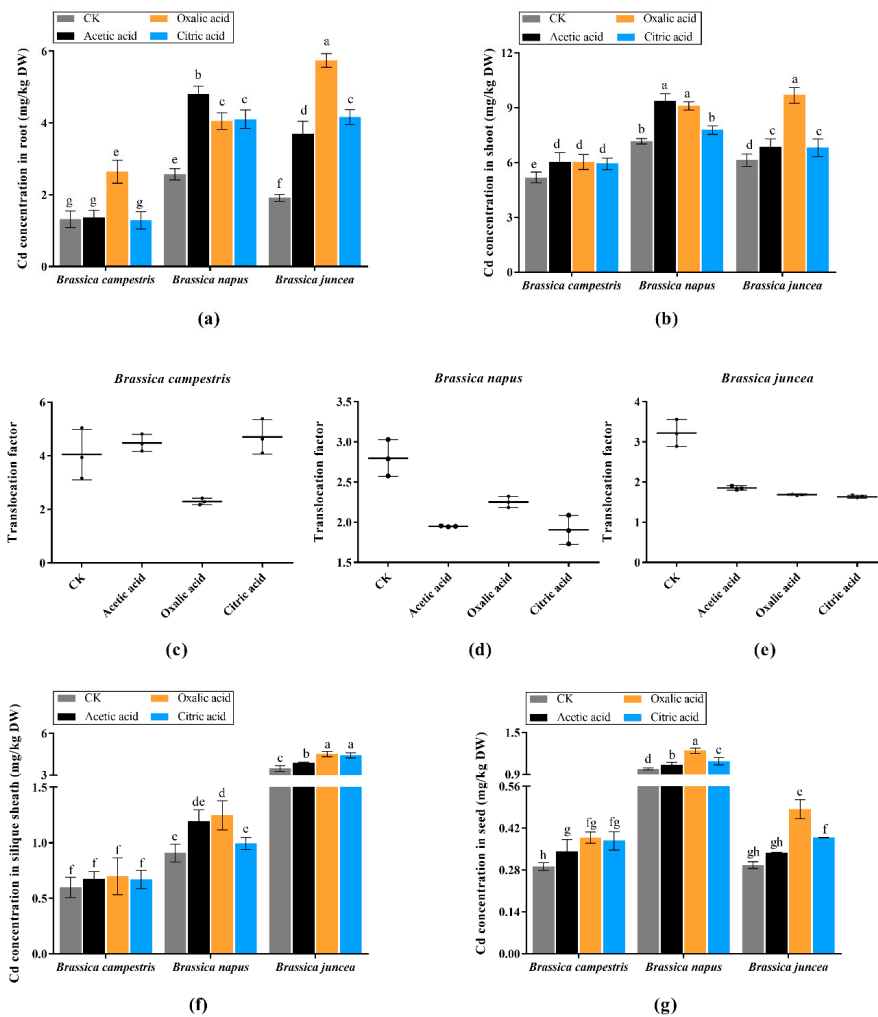 CK Oxalic acid
Acetic acid Citric acid
Cd concentration in root (mg/kg DW)
6
4
2
0
g g e g
e b c c
f d a c
Brassica campestris Brassica napus Brassica juncea
(a)
CK Oxalic acid
Acetic acid Citric acid
Cd concentration in shoot (mg/kg DW)
12
9
6
3
0
e d d d
b a a b
d c a c
Brassica campestris Brassica napus Brassica juncea
(b)
Brassica campestris
Translocation factor
6
4
2
0
CK Acetic acid Oxalic acid Citric acid
(c)
Brassica napus
Translocation factor
3.5
3.0
2.5
2.0
1.5
CK Acetic acid Oxalic acid Citric acid
(d)
Brassica juncea
Translocation factor
4
3
2
1
0
CK Acetic acid Oxalic acid Citric acid
(e)
CK Oxalic acid
Acetic acid Citric acid
Cd concentration in silique sheath (mg/kg DW)
6
3
1.5
1.0
0.5
0.0
f f f f
e de d e
c b a a
Brassica campestris Brassica napus Brassica juncea
(f)
CK Oxalic acid
Acetic acid Citric acid
Cd concentration in seed (mg/kg DW)
1.5
0.9
0.56
0.42
0.28
0.14
0.00
h g fg fg
d b a c
gh gh e f
Brassica campestris Brassica napus Brassica juncea
(g)